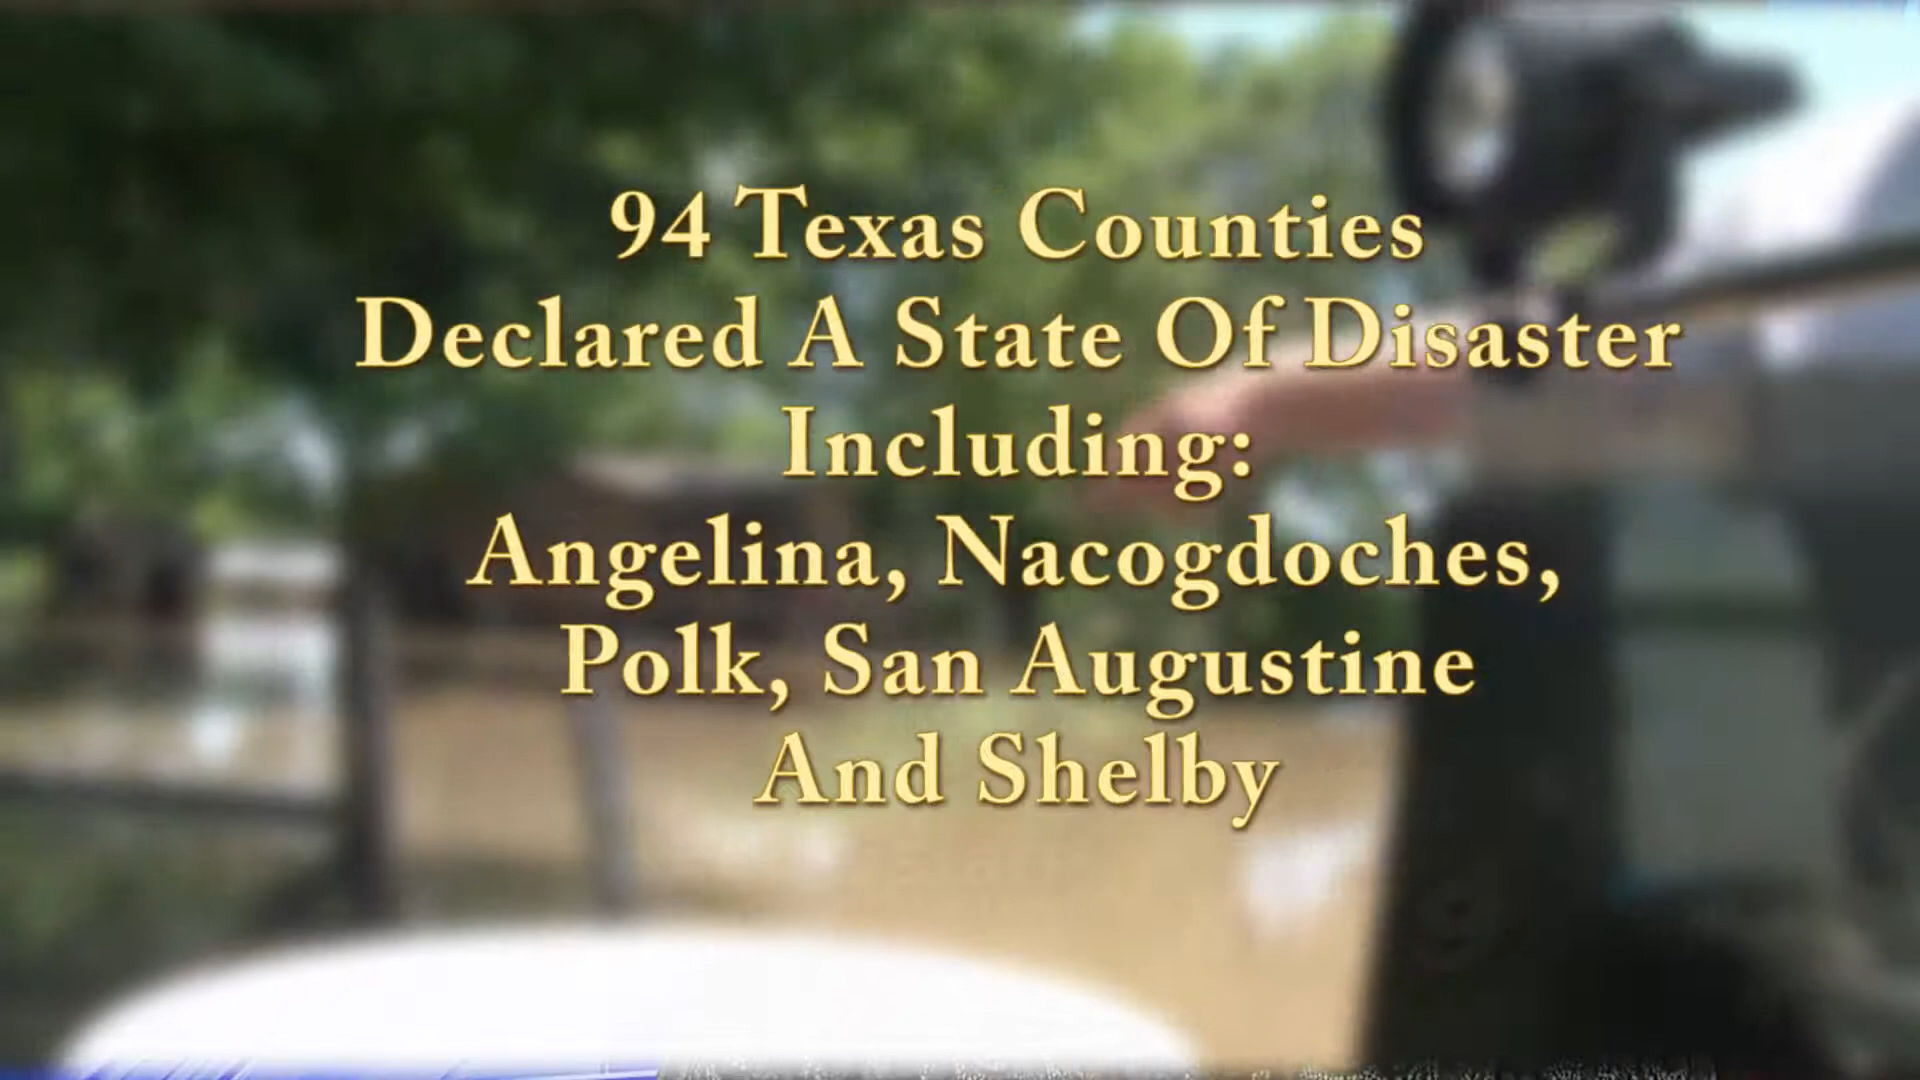 94 Texas Counties
Declared A State Of Disaster
Including:
Angelina, Nacogdoches,
Polk, San Augustine
And Shelby